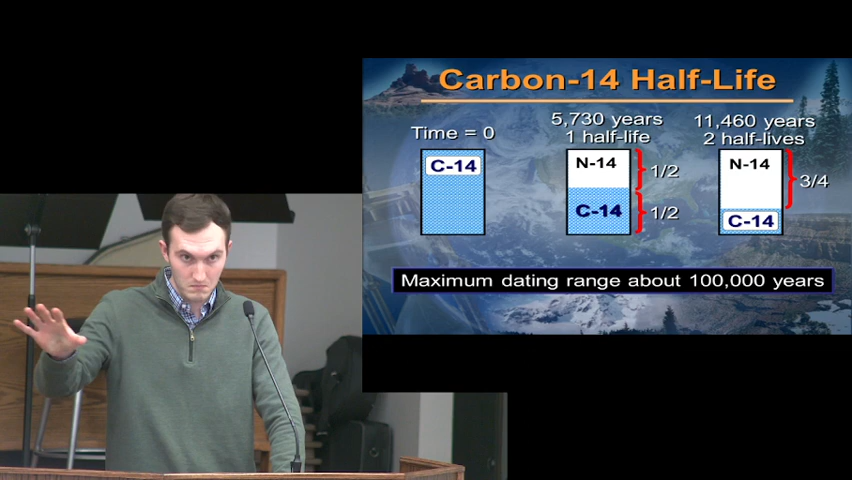 Carbon-14 Half-Life
Time = 0
5,730 years
1 half-life
11,460 years
2 half-lives
C-14
N-14
1/2
C-14
1/2
N-14
3/4
C-14
Maximum dating range about 100,000 years